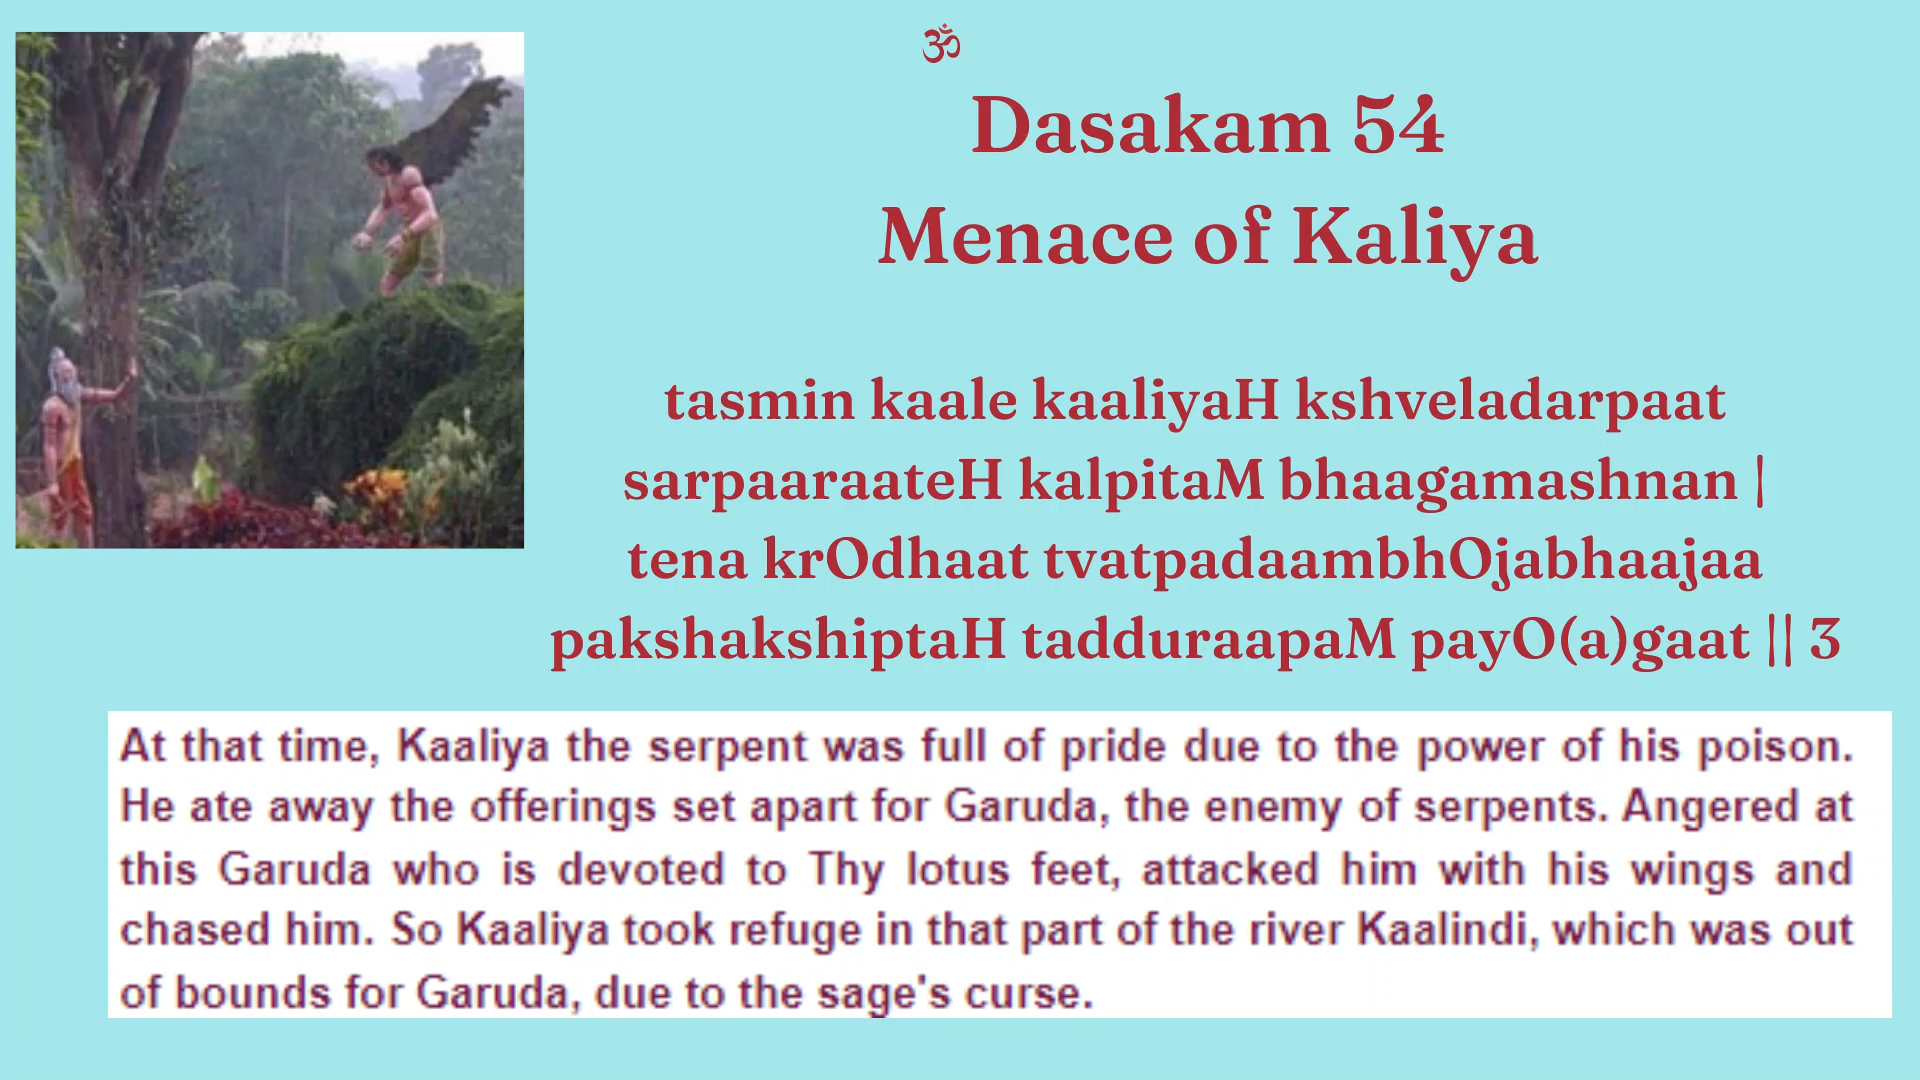 ॐ
Dasakam 54
Menace of Kaliya
tasmin kaale kaaliyaH kshveladarpaat
sarpaaraateH kalpitaM bhaagamashnan |
tena krOdhaat tvatpadaambhOjabhaajaa
pakshakshiptaH tadduraapaM payO(a)gaat || 3
At that time, Kaaliya the serpent was full of pride due to the power of his poison.
He ate away the offerings set apart for Garuda, the enemy of serpents. Angered at
this Garuda who is devoted to Thy lotus feet, attacked him with his wings and
chased him. So Kaaliya took refuge in that part of the river Kaalindi, which was out
of bounds for Garuda, due to the sage's curse.